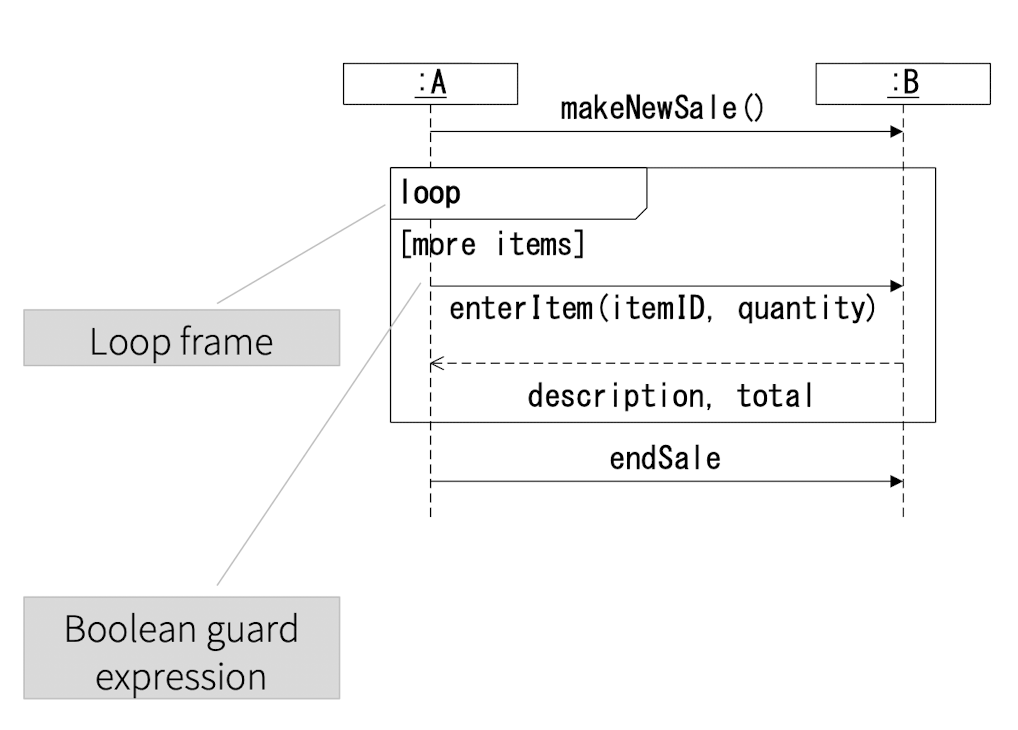 :A
:B
makeNewSale()
loop
[more items]
enterItem(itemID, quantity)
Loop frame
description, total
endSale
Boolean guard
expression